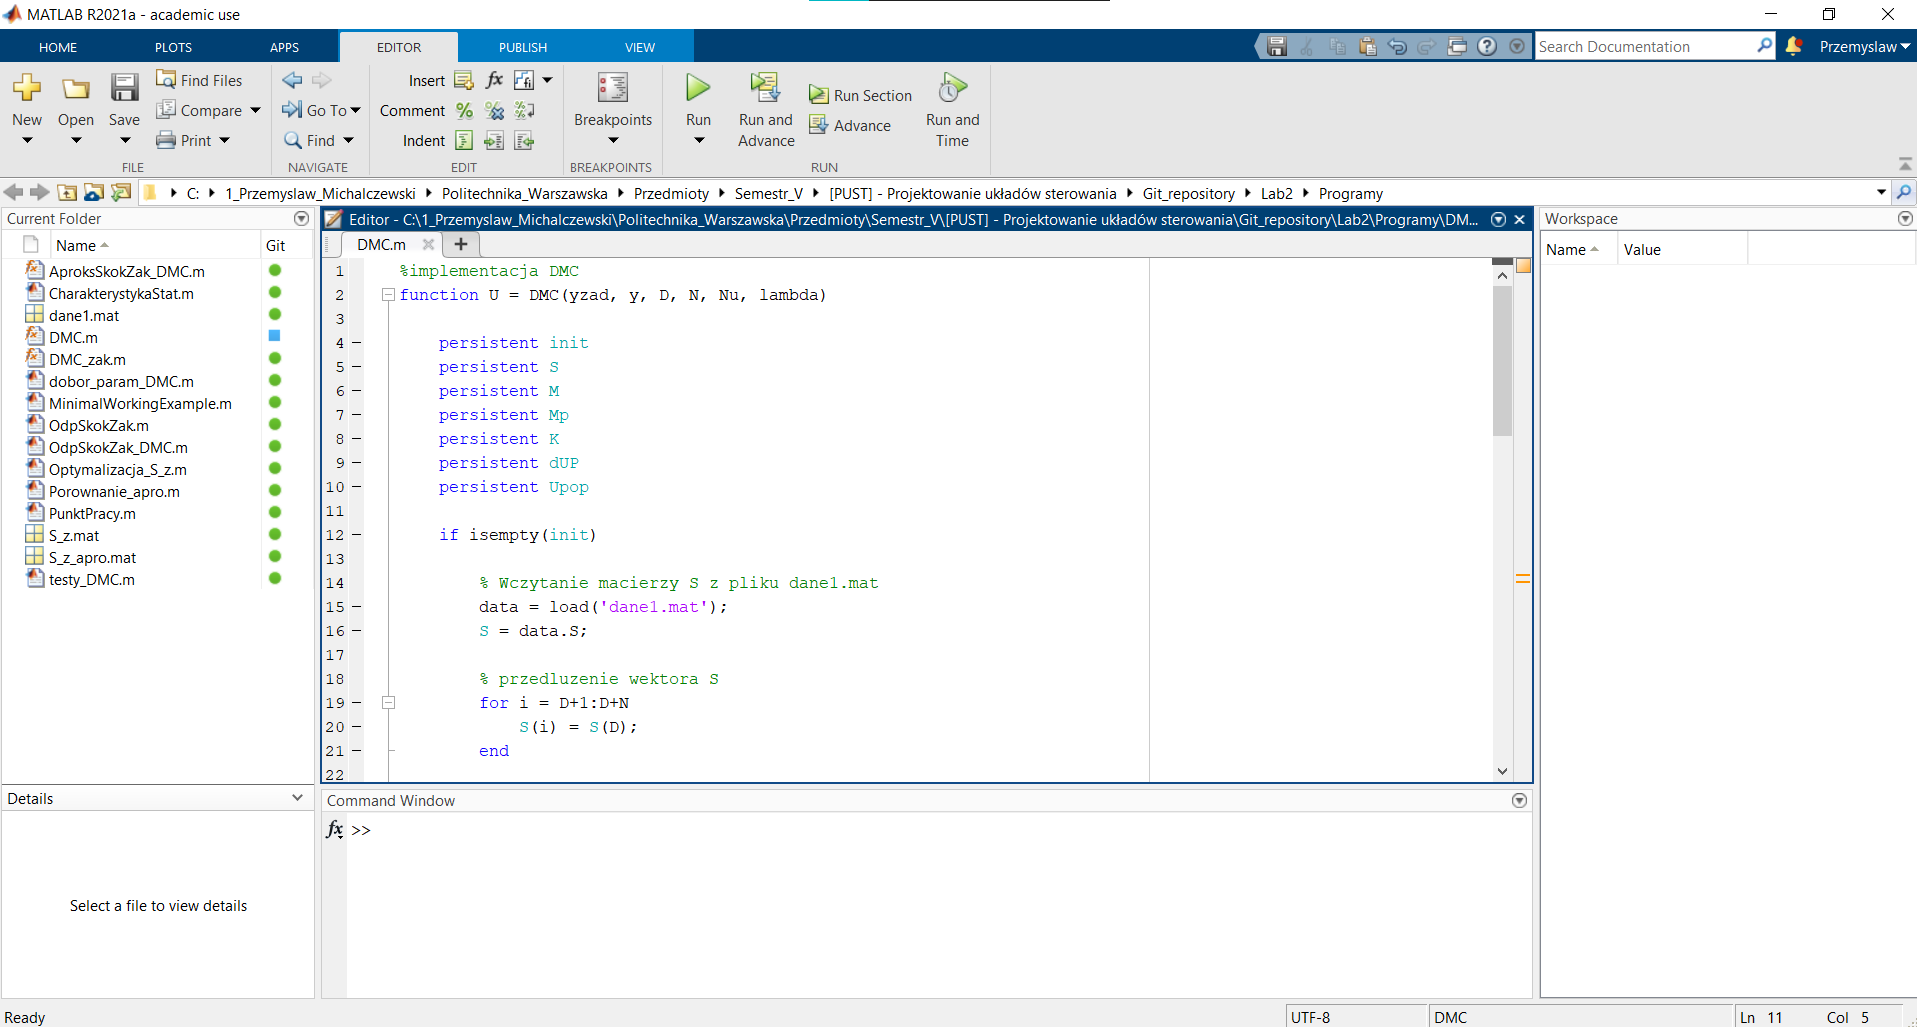 MATLAB R2021a - academic use
HOME PLOTS APPS EDITOR PUBLISH VIEW
Search Documentation
Przemyslaw
New Open Save
Find Files
Compare
Print
FILE
Go To
Find
NAVIGATE
Insert fx
Comment
Indent
EDIT
Breakpoints
BREAKPOINTS
Run
Run and Advance
Run Section
Advance
Run and Time
RUN
C: 1_Przemyslaw_Michalczewski Politechnika_Warszawska Przedmioty Semestr_V [PUST] - Projektowanie układów sterowania Git_repository Lab2 Programy
Current Folder
Name Git
AproksSkokZak_DMC.m
CharakterystykaStat.m
dane1.mat
DMC.m
DMC_zak.m
dobor_param_DMC.m
MinimalWorkingExample.m
OdpSkokZak.m
OdpSkokZak_DMC.m
Optymalizacja_S_z.m
Porownanie_apro.m
PunktPracy.m
S_z.mat
S_z_apro.mat
testy_DMC.m
Details
Select a file to view details
Editor - C:\1_Przemyslaw_Michalczewski\Politechnika_Warszawska\Przedmioty\Semestr_V\[PUST] - Projektowanie układów sterowania\Git_repository\Lab2\Programy\DM...
DMC.m
1 %implementacja DMC
2 function U = DMC(yzad, y, D, N, Nu, lambda)
3
4 – persistent init
5 – persistent S
6 – persistent M
7 – persistent Mp
8 – persistent K
9 – persistent dUP
10 – persistent Upop
11
12 – if isempty(init)
13
14 % Wczytanie macierzy S z pliku dane1.mat
15 – data = load('dane1.mat');
16 – S = data.S;
17
18 % przedluzenie wektora S
19 – for i = D+1:D+N
20 – S(i) = S(D);
21 – end
22
Command Window
fx >>
Workspace
Name Value
Ready
UTF-8 DMC Ln 11 Col 5